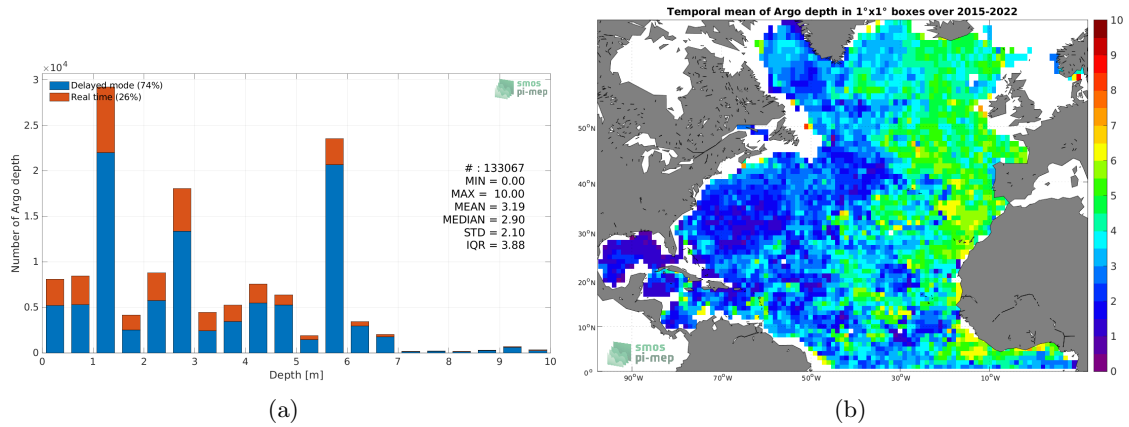 ×10⁴
3
2.5
2
1.5
1
0.5
0
Number of Argo depth
Delayed mode (74%)
Real time (26%)
smos
pi-mep
# : 133067
MIN = 0.00
MAX = 10.00
MEAN = 3.19
MEDIAN = 2.90
STD = 2.10
IQR = 3.88
0 1 2 3 4 5 6 7 8 9 10
Depth [m]
(a)
Temporal mean of Argo depth in 1°x1° boxes over 2015-2022
50°N
40°N
30°N
20°N
10°N
0°
90°W 70°W 50°W 30°W 10°W
smos
pi-mep
10
9
8
7
6
5
4
3
2
1
0
(b)